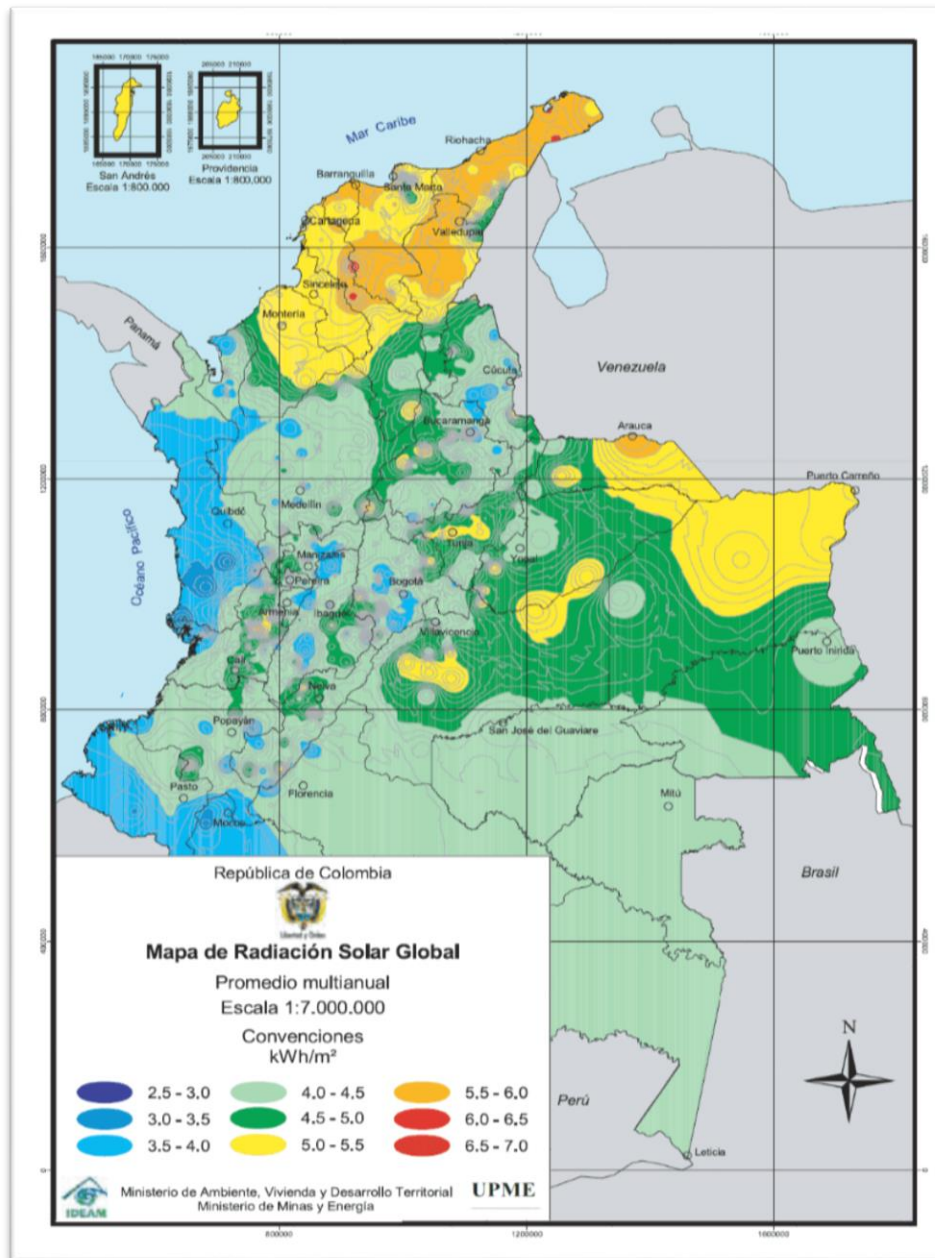 San Andrés
Escala 1:800.000
Providencia
Escala 1:800.000
Mar Caribe
Riohacha
Barranquilla
Santa Marta
Cartagena
Valledupar
Sincelejo
Montería
Panamá
Venezuela
Cúcuta
Bucaramanga
Arauca
Puerto Carreño
Océano Pacífico
Medellín
Quibdó
Tunja
Yopal
Manizales
Pereira
Bogotá
Armenia
Ibagué
Villavicencio
Puerto Inírida
Cali
Neiva
Popayán
San José del Guaviare
Pasto
Florencia
Mitú
Mocoa
Brasil
República de Colombia
Libertad y Orden
Mapa de Radiación Solar Global
Promedio multianual
Escala 1:7.000.000
Convenciones
kWh/m²
2.5 - 3.0 4.0 - 4.5 5.5 - 6.0
3.0 - 3.5 4.5 - 5.0 6.0 - 6.5
3.5 - 4.0 5.0 - 5.5 6.5 - 7.0
N
Perú
Leticia
IDEAM
Ministerio de Ambiente, Vivienda y Desarrollo Territorial
Ministerio de Minas y Energía
UPME
800000 1200000 1600000